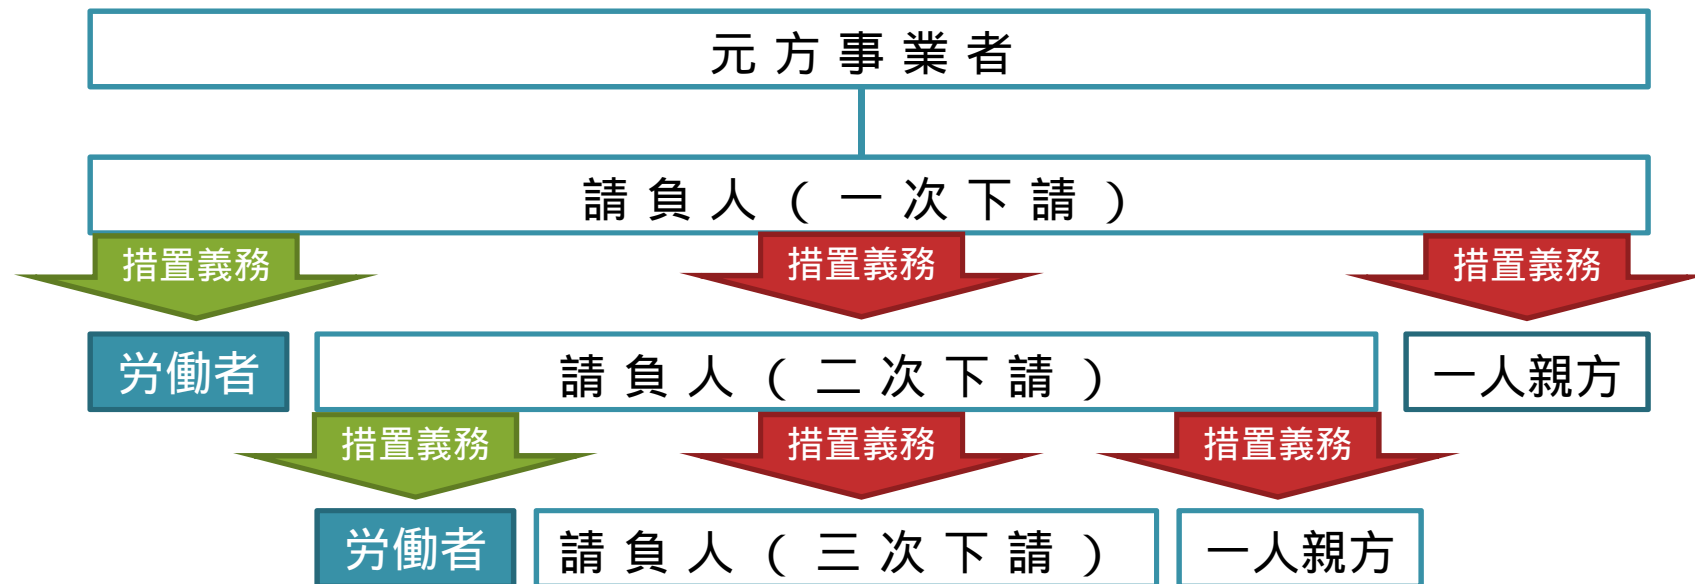 元方事業者
請負人（一次下請）
措置義務
措置義務
措置義務
労働者
請負人（二次下請）
一人親方
措置義務
措置義務
措置義務
労働者
請負人（三次下請）
一人親方